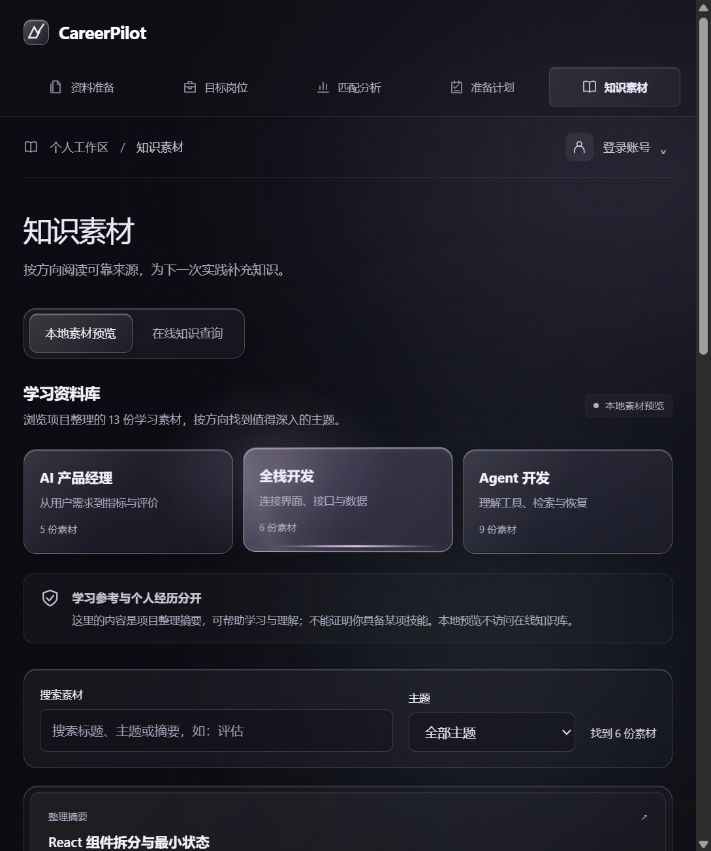 CareerPilot
资料准备
目标岗位
匹配分析
准备计划
知识素材
个人工作区 / 知识素材
登录账号
知识素材
按方向阅读可靠来源，为下一次实践补充知识。
本地素材预览
在线知识查询
学习资料库
浏览项目整理的 13 份学习素材，按方向找到值得深入的主题。
本地素材预览
AI 产品经理
从用户需求到指标与评价
5 份素材
全栈开发
连接界面、接口与数据
6 份素材
Agent 开发
理解工具、检索与恢复
9 份素材
学习参考与个人经历分开
这里的内容是项目整理摘要，可帮助学习与理解；不能证明你具备某项技能。本地预览不访问在线知识库。
搜索素材
搜索标题、主题或摘要，如：评估
主题
全部主题
找到 6 份素材
整理摘要
React 组件拆分与最小状态